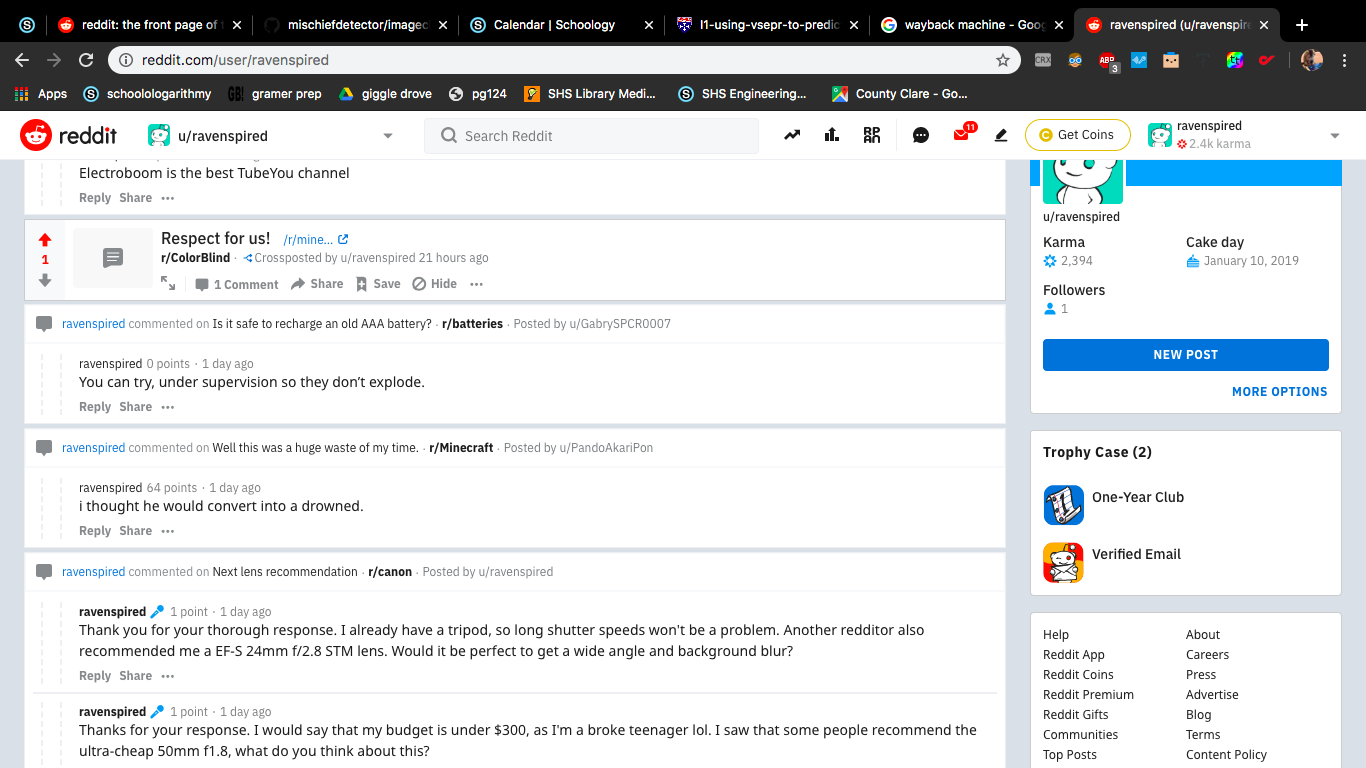 reddit: the front page of t
mischiefdetector/imagec
Calendar | Schoology
l1-using-vsepr-to-predic
wayback machine - Goog
ravenspired (u/ravenspire
reddit.com/user/ravenspired
CRX
ABP
3
Apps
schoologarithmy
GB!
gramer prep
giggle drove
pg124
SHS Library Medi...
SHS Engineering...
County Clare - Go...
reddit
u/ravenspired
Search Reddit
11
Get Coins
ravenspired
2.4k karma
Electroboom is the best TubeYou channel
Reply Share
1
Respect for us! /r/mine...
r/ColorBlind · Crossposted by u/ravenspired 21 hours ago
1 Comment Share Save Hide
ravenspired commented on Is it safe to recharge an old AAA battery? · r/batteries · Posted by u/GabrySPCR0007
ravenspired 0 points · 1 day ago
You can try, under supervision so they don’t explode.
Reply Share
ravenspired commented on Well this was a huge waste of my time. · r/Minecraft · Posted by u/PandoAkariPon
ravenspired 64 points · 1 day ago
i thought he would convert into a drowned.
Reply Share
ravenspired commented on Next lens recommendation · r/canon · Posted by u/ravenspired
ravenspired 1 point · 1 day ago
Thank you for your thorough response. I already have a tripod, so long shutter speeds won't be a problem. Another redditor also
recommended me a EF-S 24mm f/2.8 STM lens. Would it be perfect to get a wide angle and background blur?
Reply Share
ravenspired 1 point · 1 day ago
Thanks for your response. I would say that my budget is under $300, as I'm a broke teenager lol. I saw that some people recommend the
ultra-cheap 50mm f1.8, what do you think about this?
u/ravenspired
Karma
2,394
Cake day
January 10, 2019
Followers
1
NEW POST
MORE OPTIONS
Trophy Case (2)
One-Year Club
Verified Email
Help
Reddit App
Reddit Coins
Reddit Premium
Reddit Gifts
Communities
Top Posts
About
Careers
Press
Advertise
Blog
Terms
Content Policy